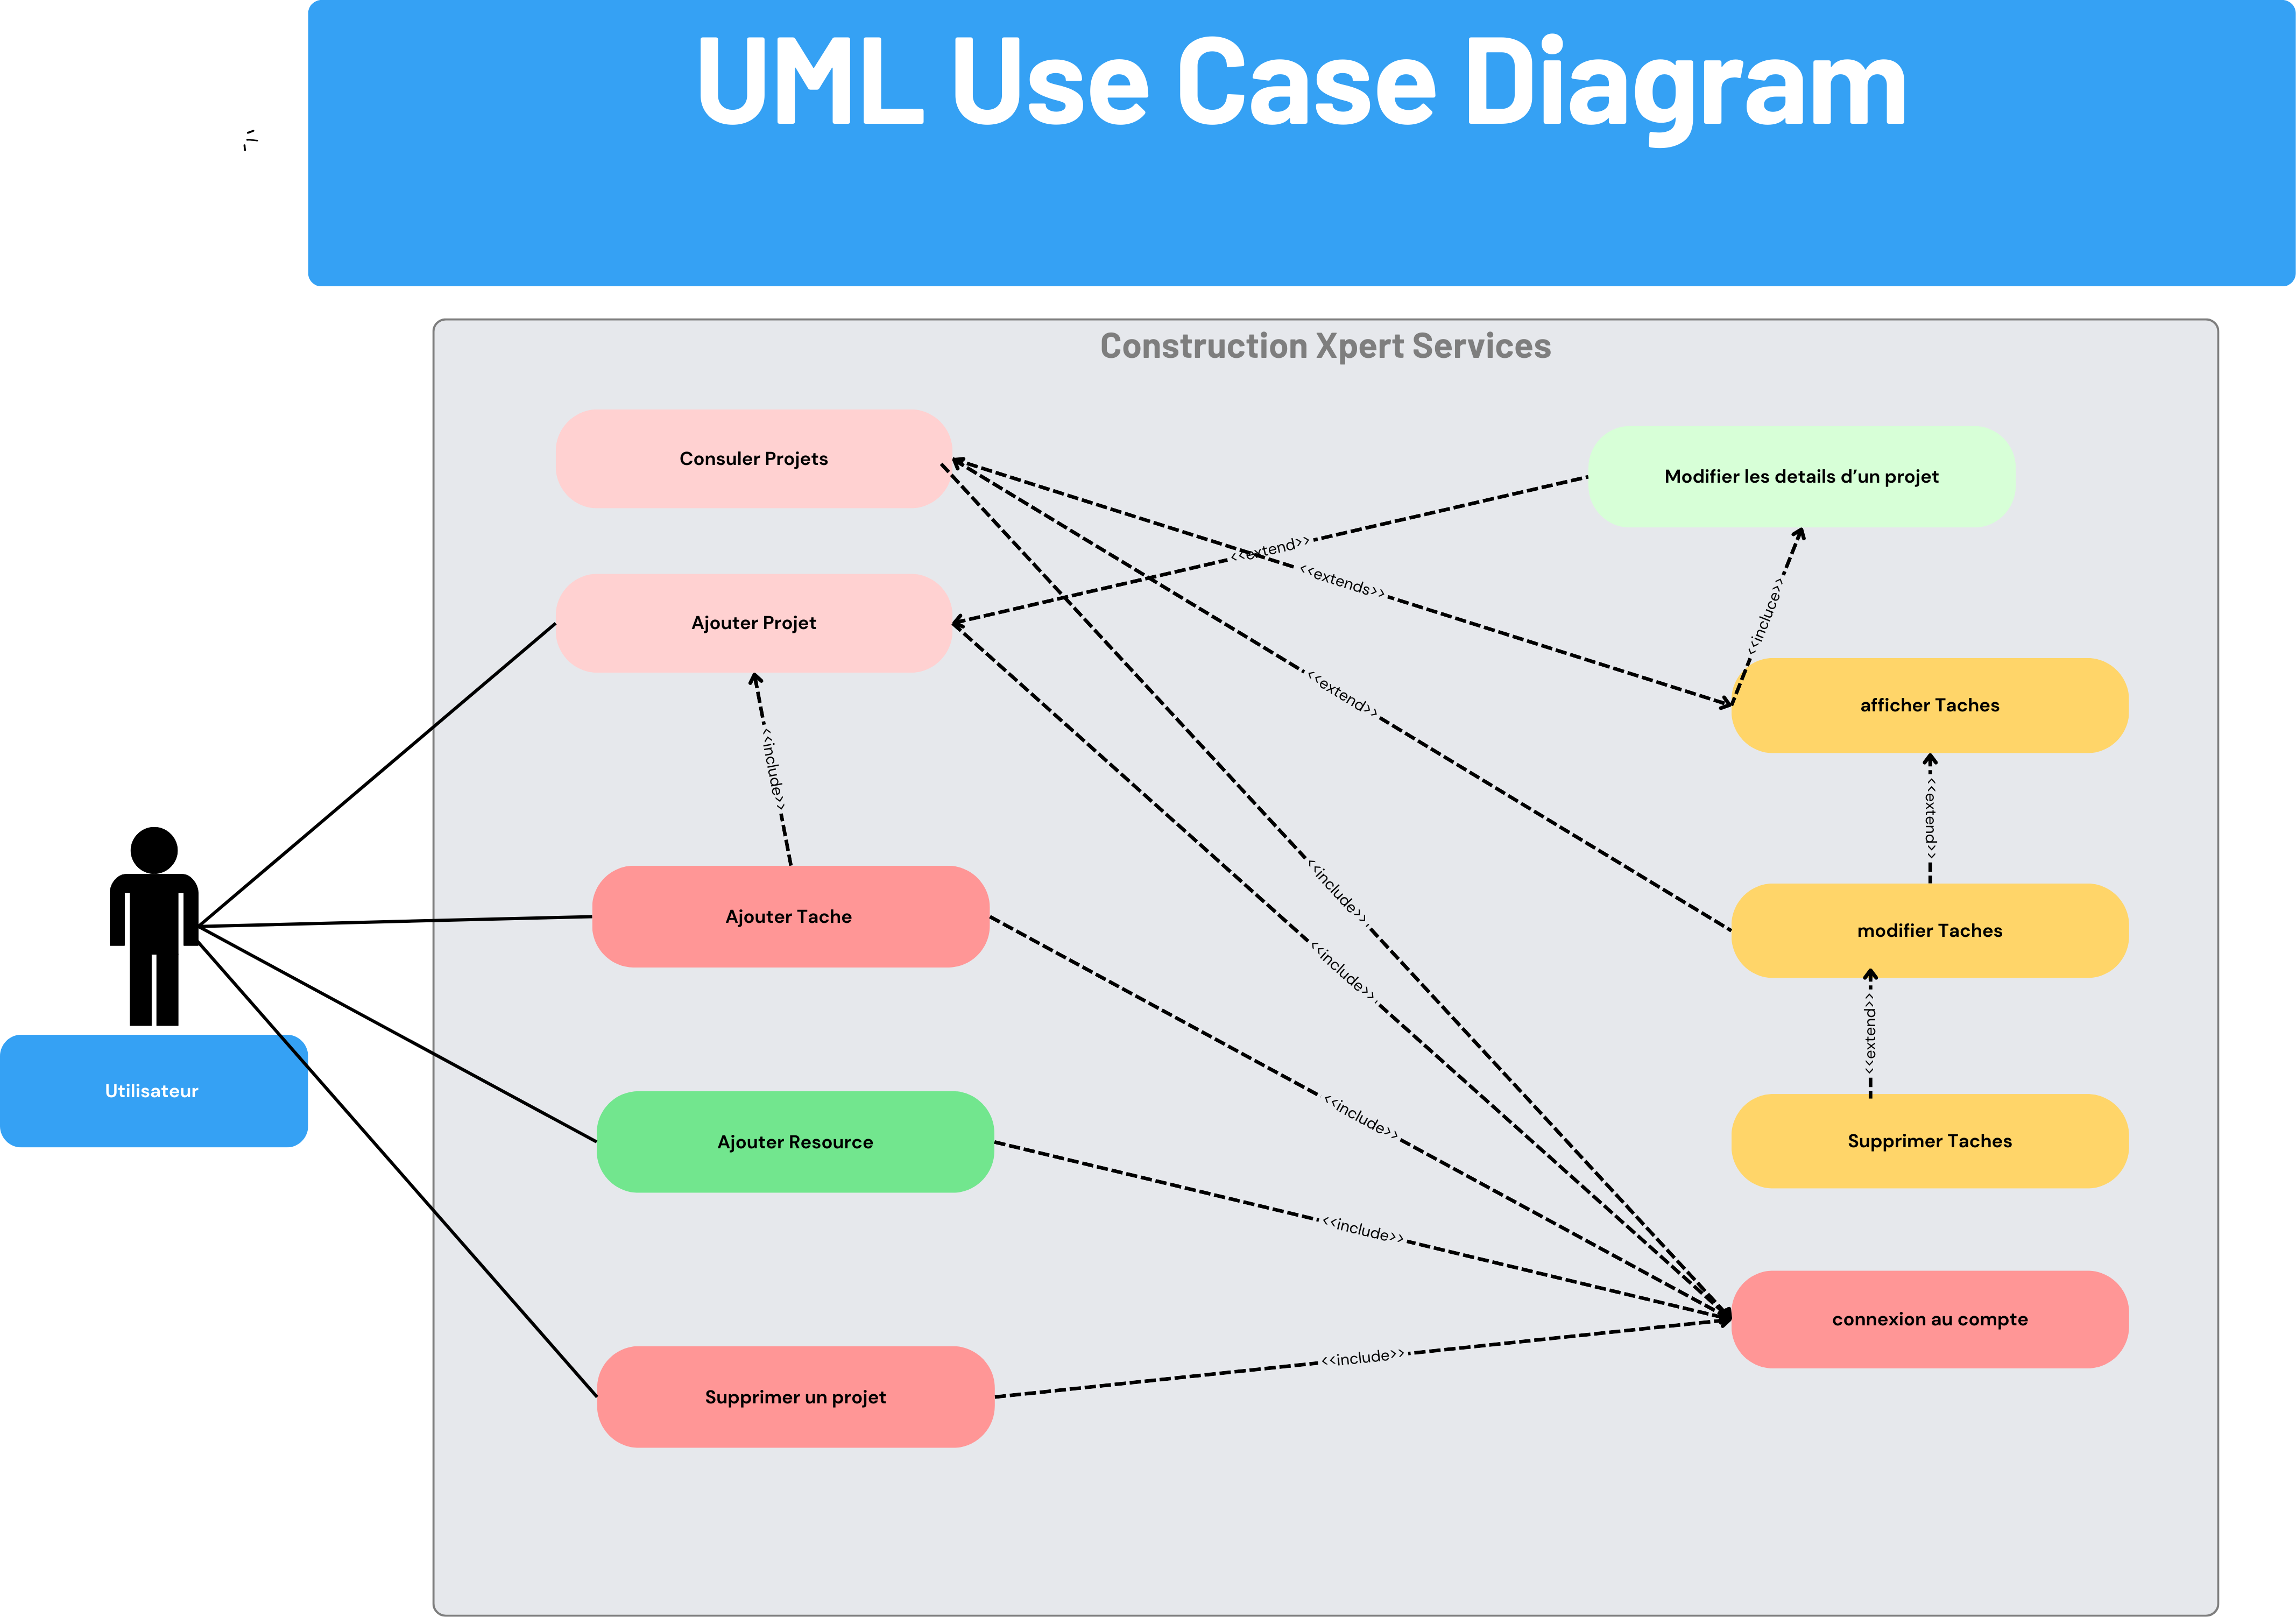 UML Use Case Diagram
Construction Xpert Services
Consuler Projets
Modifier les details d’un projet
<<extend>>
<<extends>>
<<incluce>>
Ajouter Projet
afficher Taches
<<extend>>
<<include>>
<<extend>>
<<include>>
Ajouter Tache
modifier Taches
<<include>>
<<extend>>
Utilisateur
<<include>>
Ajouter Resource
Supprimer Taches
<<include>>
connexion au compte
<<include>>
Supprimer un projet